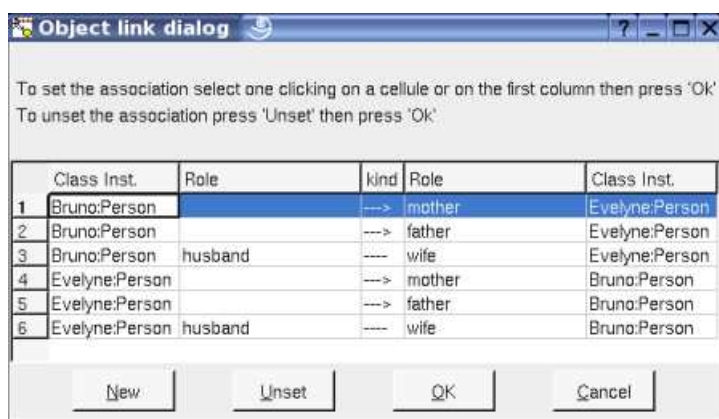 Object link dialog
To set the association select one clicking on a cellule or on the first column then press 'Ok'
To unset the association press 'Unset' then press 'Ok'
Class Inst. Role kind Role Class Inst.
1 Bruno:Person ---> mother Evelyne:Person
2 Bruno:Person ---> father Evelyne:Person
3 Bruno:Person husband ---- wife Evelyne:Person
4 Evelyne:Person ---> mother Bruno:Person
5 Evelyne:Person ---> father Bruno:Person
6 Evelyne:Person husband ---- wife Bruno:Person
New Unset OK Cancel